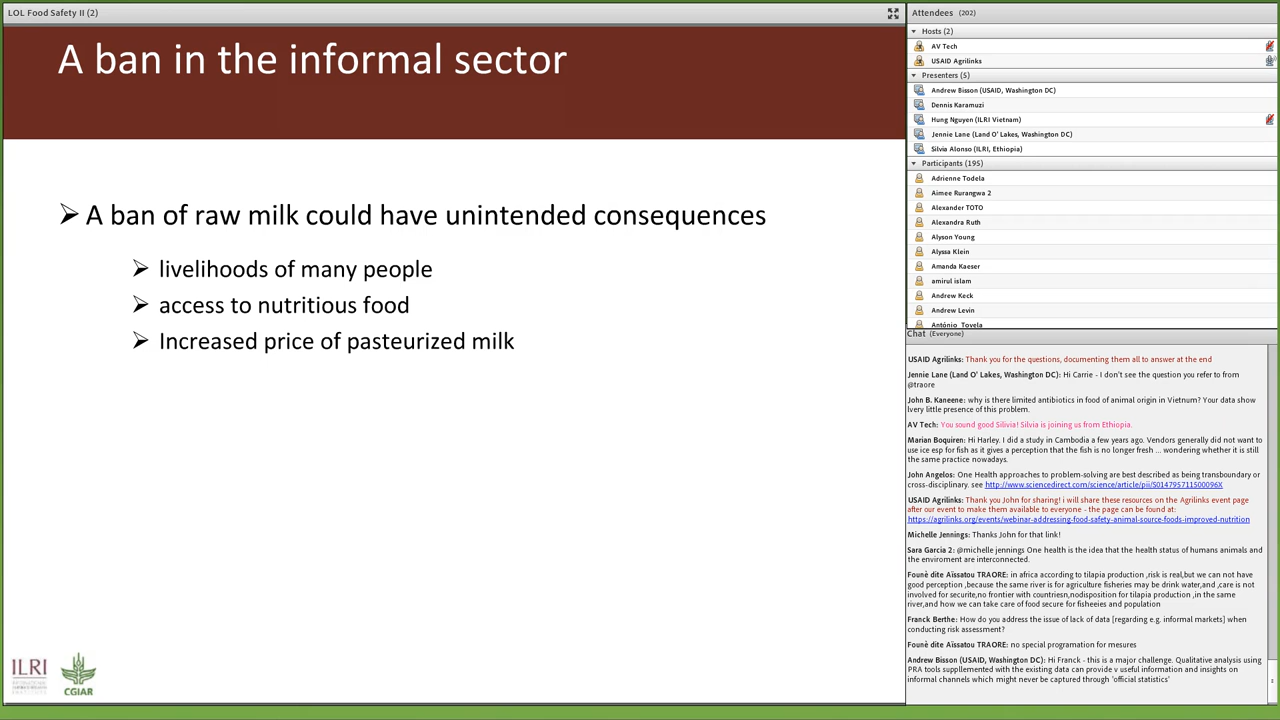 LOL Food Safety II (2)
A ban in the informal sector
A ban of raw milk could have unintended consequences
livelihoods of many people
access to nutritious food
Increased price of pasteurized milk
ILRI
CGIAR
Attendees (202)
Hosts (2)
AV Tech
USAID Agrilinks
Presenters (5)
Andrew Bisson (USAID, Washington DC)
Dennis Karamuzi
Hung Nguyen (ILRI Vietnam)
Jennie Lane (Land O' Lakes, Washington DC)
Silvia Alonso (ILRI, Ethiopia)
Participants (195)
Adrienne Todela
Aimee Rurangwa 2
Alexander TOTO
Alexandra Ruth
Alyson Young
Alyssa Klein
Amanda Kaeser
amirul islam
Andrew Keck
Andrew Levin
António Tovela
Chat (Everyone)
USAID Agrilinks: Thank you for the questions, documenting them all to answer at the end
Jennie Lane (Land O' Lakes, Washington DC): Hi Carrie - I don't see the question you refer to from
@traore
John B. Kaneene: why is there limited antibiotics in food of animal origin in Vietnum? Your data show
lvery little presence of this problem.
AV Tech: You sound good Silivia! Silvia is joining us from Ethiopia.
Marian Boquiren: Hi Harley. I did a study in Cambodia a few years ago. Vendors generally did not want to
use ice esp for fish as it gives a perception that the fish is no longer fresh ... wondering whether it is still
the same practice nowadays.
John Angelos: One Health approaches to problem-solving are best described as being transboundary or
cross-disciplinary. see http://www.sciencedirect.com/science/article/pii/S014795711500096X
USAID Agrilinks: Thank you John for sharing! i will share these resources on the Agrilinks event page
after our event to make them available to everyone - the page can be found at:
https://agrilinks.org/events/webinar-addressing-food-safety-animal-source-foods-improved-nutrition
Michelle Jennings: Thanks John for that link!
Sara Garcia 2: @michelle jennings One health is the idea that the health status of humans animals and
the enviroment are interconnected.
Founè dite Aïssatou TRAORE: in africa according to tilapia production ,risk is real,but we can not have
good perception ,because the same river is for agriculture fisheries may be drink water,and ,care is not
involved for securite,no frontier with countriesn,nodisposition for tilapia production ,in the same
river,and how we can take care of food secure for fisheeies and population
Franck Berthe: How do you address the issue of lack of data [regarding e.g. informal markets] when
conducting risk assessment?
Founè dite Aïssatou TRAORE: no special programation for mesures
Andrew Bisson (USAID, Washington DC): Hi Franck - this is a major challenge. Qualitative analysis using
PRA tools suppllemented with the existing data can provide v useful information and insights on
informal channels which might never be captured through 'official statistics'